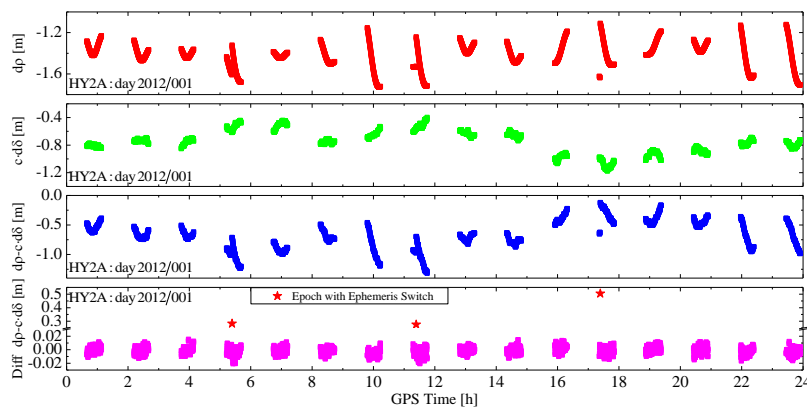 dρ [m]
-1.2
-1.6
HY2A : day 2012/001
c·dδ [m]
-0.4
-0.8
-1.2
HY2A : day 2012/001
dρ-c·dδ [m]
0.0
-0.5
-1.0
HY2A : day 2012/001
Diff dρ-c·dδ [m]
HY2A : day 2012/001
★ Epoch with Ephemeris Switch
0.5
0.4
0.3
0.02
0.00
-0.02
0 2 4 6 8 10 12 14 16 18 20 22 24
GPS Time [h]